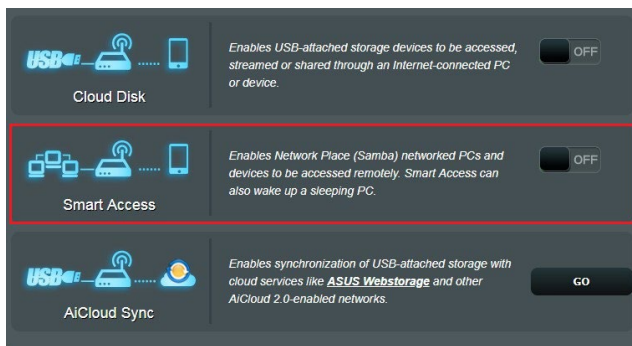 Enables USB-attached storage devices to be accessed,
streamed or shared through an Internet-connected PC
or device.
OFF
USB
Cloud Disk
Enables Network Place (Samba) networked PCs and
devices to be accessed remotely. Smart Access can
also wake up a sleeping PC.
OFF
Smart Access
Enables synchronization of USB-attached storage with
cloud services like ASUS Webstorage and other
AiCloud 2.0-enabled networks.
GO
USB
AiCloud Sync